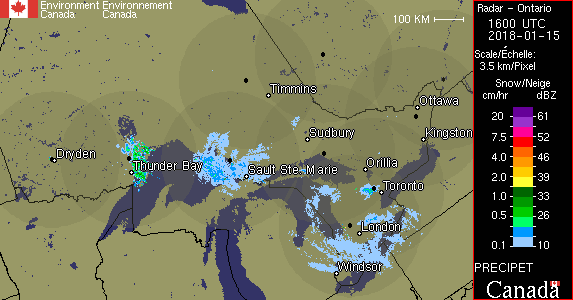 Environment Environnement
Canada Canada
100 KM
Timmins
Ottawa
Sudbury
Kingston
Dryden
Thunder Bay
Sault Ste-Marie
Orillia
Toronto
London
Windsor
Radar - Ontario
1600 UTC
2018-01-15
Scale/Échelle:
3.5 km/Pixel
Snow/Neige
cm/hr dBZ
20 61
7.5 57
7.5 52
4.0 46
2.0 39
1.0 33
0.5 26
0.1 10
PRECIPET
Canada